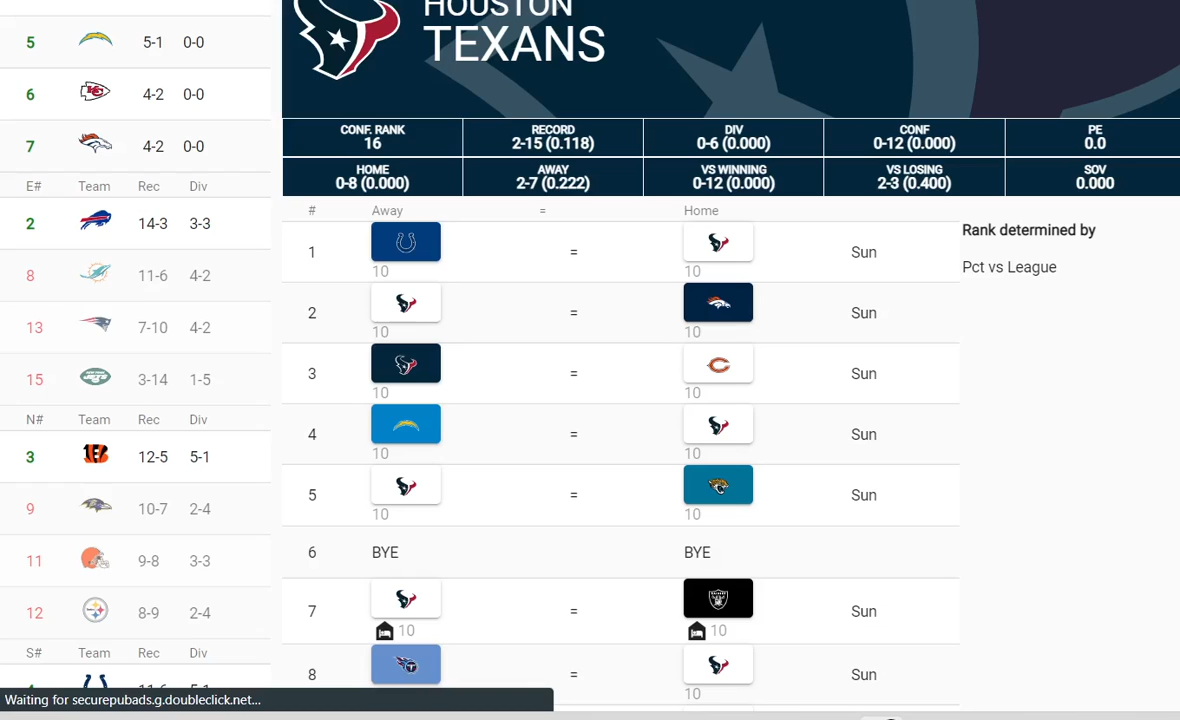 HOUSTON
TEXANS
5 5-1 0-0
6 4-2 0-0
7 4-2 0-0
E# Team Rec Div
2 14-3 3-3
8 11-6 4-2
13 7-10 4-2
15 3-14 1-5
N# Team Rec Div
3 12-5 5-1
9 10-7 2-4
11 9-8 3-3
12 8-9 2-4
S# Team Rec Div
CONF. RANK RECORD DIV CONF PE
16 2-15 (0.118) 0-6 (0.000) 0-12 (0.000) 0.0
HOME AWAY VS WINNING VS LOSING SOV
0-8 (0.000) 2-7 (0.222) 0-12 (0.000) 2-3 (0.400) 0.000
# Away = Home
1 = Sun
10 10
2 = Sun
10 10
3 = Sun
10 10
4 = Sun
10 10
5 = Sun
10 10
6 BYE BYE
7 = Sun
10 10
8 = Sun
10
Rank determined by
Pct vs League
Waiting for securepubads.g.doubleclick.net...